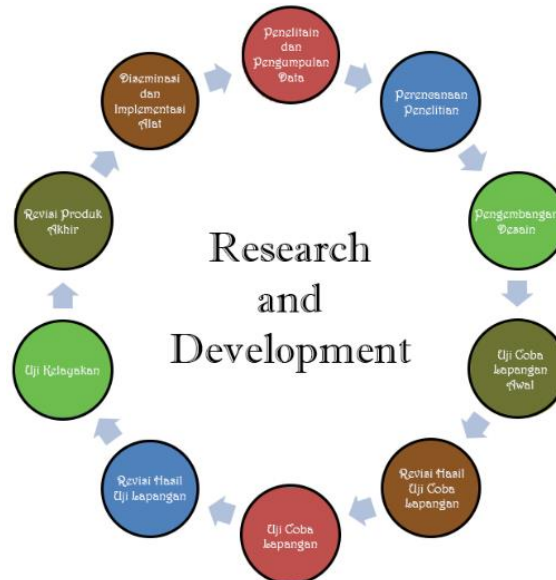 Penelitain
dan
Pengumpulan
Data
Perencanaan
Penelitian
Pengembangan
Desain
Uji Coba
Lapangan
Awal
Revisi Hasil
Uji Coba
Lapangan
Uji Coba
Lapangan
Revisi Hasil
Uji Lapangan
Uji Kelayakan
Revisi Produk
Akhir
Diseminasi
dan
Implementasi
Alat
Research
and
Development